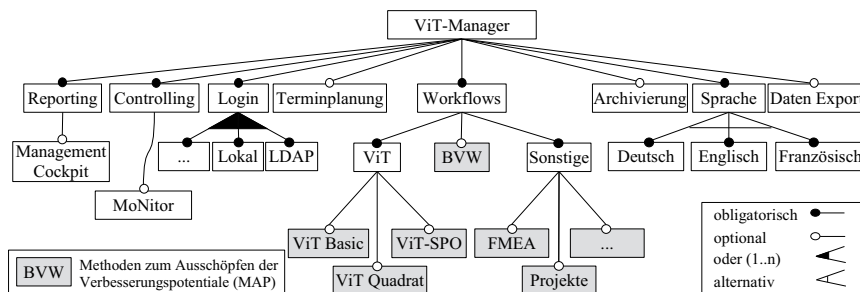 ViT-Manager
Reporting
Controlling
Login
Terminplanung
Workflows
Archivierung
Sprache
Daten Export
Management
Cockpit
MoNitor
...
Lokal
LDAP
ViT
BVW
Sonstige
Deutsch
Englisch
Französisch
ViT Basic
ViT-SPO
ViT Quadrat
FMEA
...
Projekte
BVW
Methoden zum Ausschöpfen der
Verbesserungspotentiale (MAP)
obligatorisch
optional
oder (1..n)
alternativ